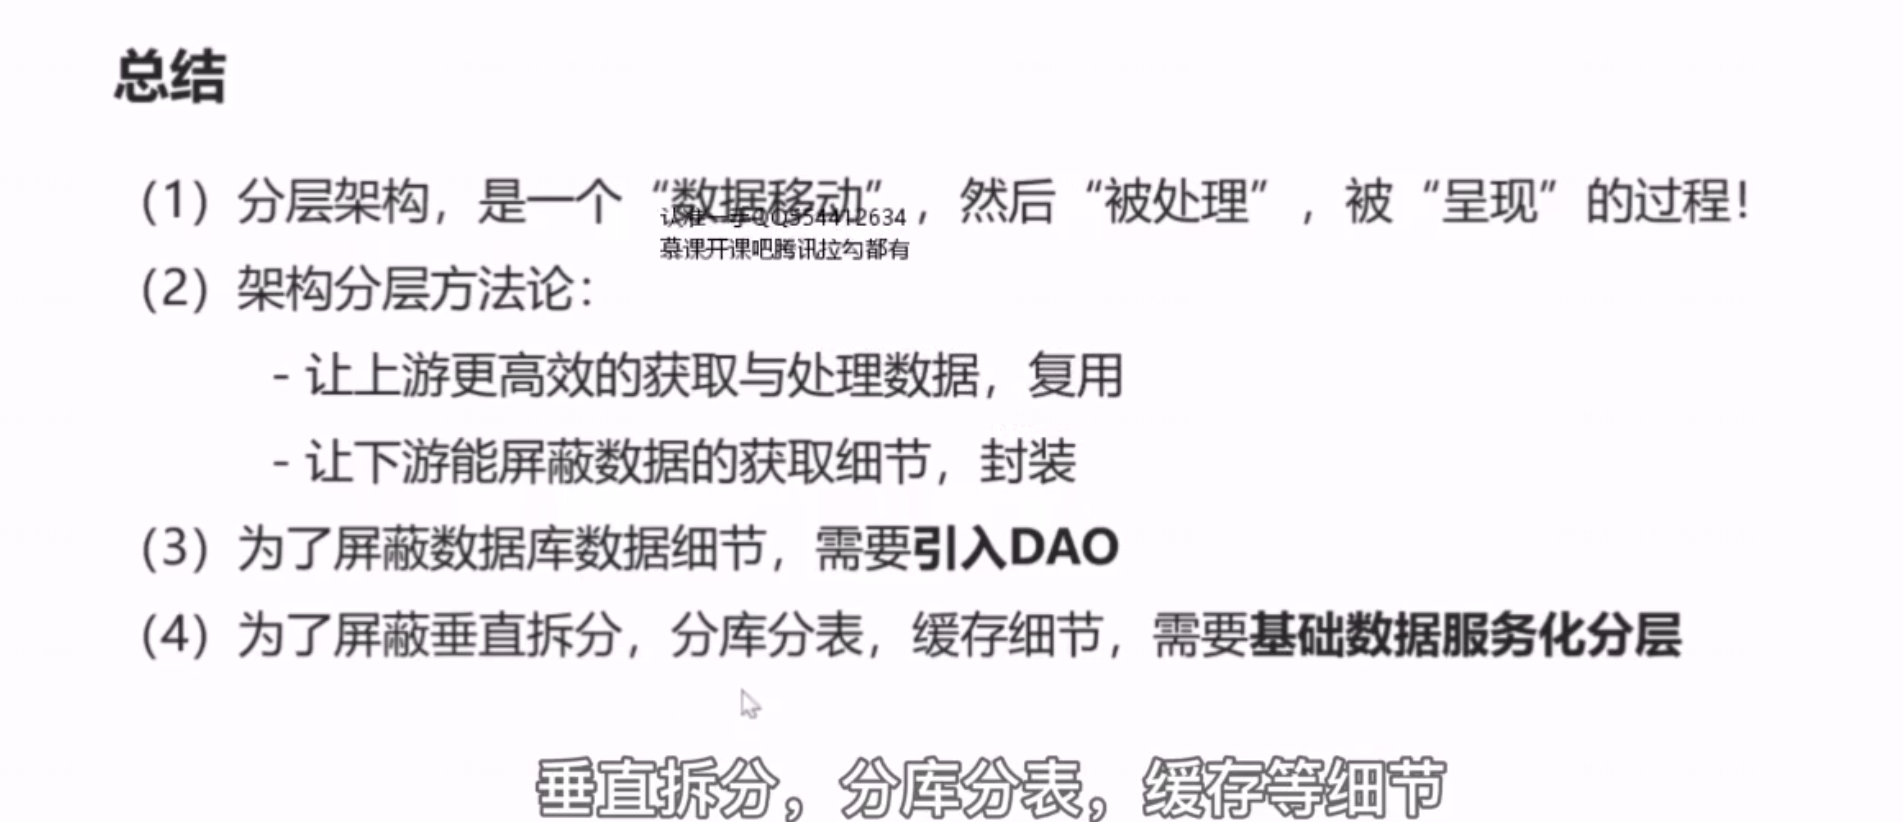 总结
（1）分层架构，是一个“数据移动”，然后“被处理”，被“呈现”的过程！
认准一手QQ954412634
慕课开课吧腾讯拉勾都有
（2）架构分层方法论：
- 让上游更高效的获取与处理数据，复用
- 让下游能屏蔽数据的获取细节，封装
（3）为了屏蔽数据库数据细节，需要引入DAO
（4）为了屏蔽垂直拆分，分库分表，缓存细节，需要基础数据服务化分层
垂直拆分，分库分表，缓存等细节